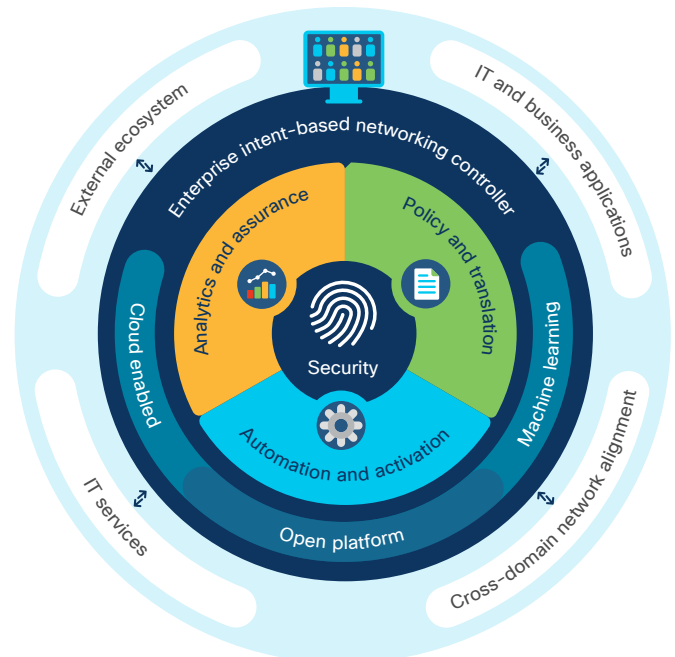 External ecosystem
IT and business applications
Enterprise intent-based networking controller
Analytics and assurance
Policy and translation
Security
Cloud enabled
Machine learning
Automation and activation
Open platform
IT services
Cross-domain network alignment